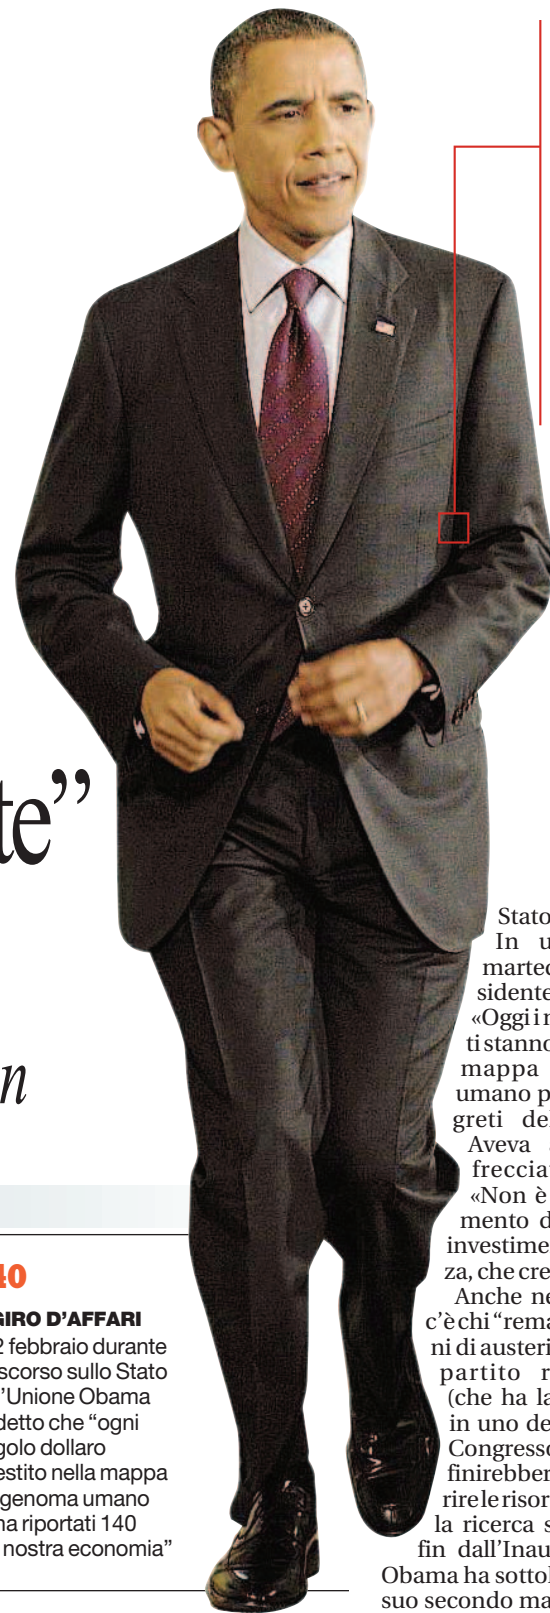 te”
n
40
GIRO D’AFFARI
2 febbraio durante
scorso sullo Stato
l’Unione Obama
detto che “ogni
golo dollaro
estito nella mappa
genoma umano
ha riportati 140
nostra economia”
Stato
In u
marted
sidente
«Oggi i r
ti stanno
mappa
umano p
greti del
Aveva
frecciat
«Non è
mento d
investime
za, che cre
Anche ne
c’è chi “rema
ni di austeri
partito r
(che ha la
in uno de
Congresso
finirebber
rire le risor
la ricerca s
fin dall’Inau
Obama ha sottol
suo secondo ma